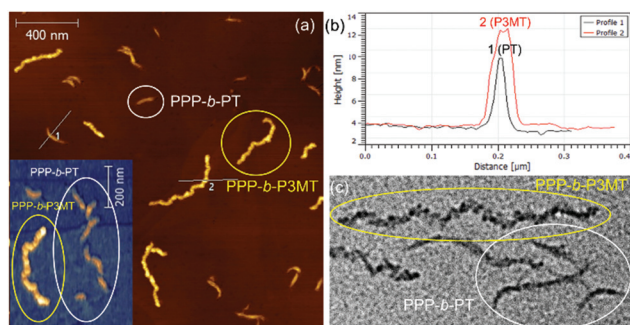 400 nm
(a)
PPP-b-PT
1
PPP-b-P3MT
2
PPP-b-PT
200 nm
PPP-b-P3MT
(b)
2 (P3MT)
1 (PT)
Profile 1
Profile 2
Height [nm]
14
12
10
8
6
4
2
0.0
0.1
0.2
0.3
0.4
Distance [µm]
(c)
PPP-b-P3MT
PPP-b-PT